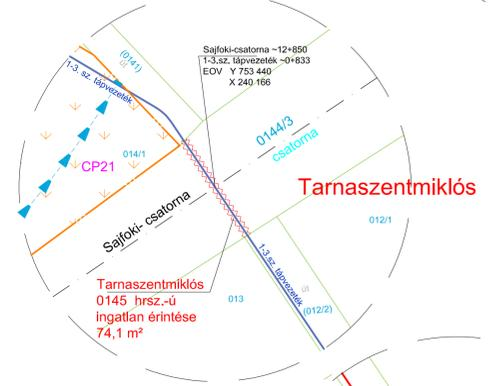 Sajfoki-csatorna ~12+850
1-3.sz. tápvezeték ~0+833
EOV Y 753 440
X 240 166
(0141)
út
1-3. sz. tápvezeték
014/1
CP21
0144/3
csatorna
Sajfoki- csatorna
Tarnaszentmiklós
012/1
1-3.sz. tápvezeték
út
(012/2)
013
Tarnaszentmiklós
0145 hrsz.-ú
ingatlan érintése
74,1 m²